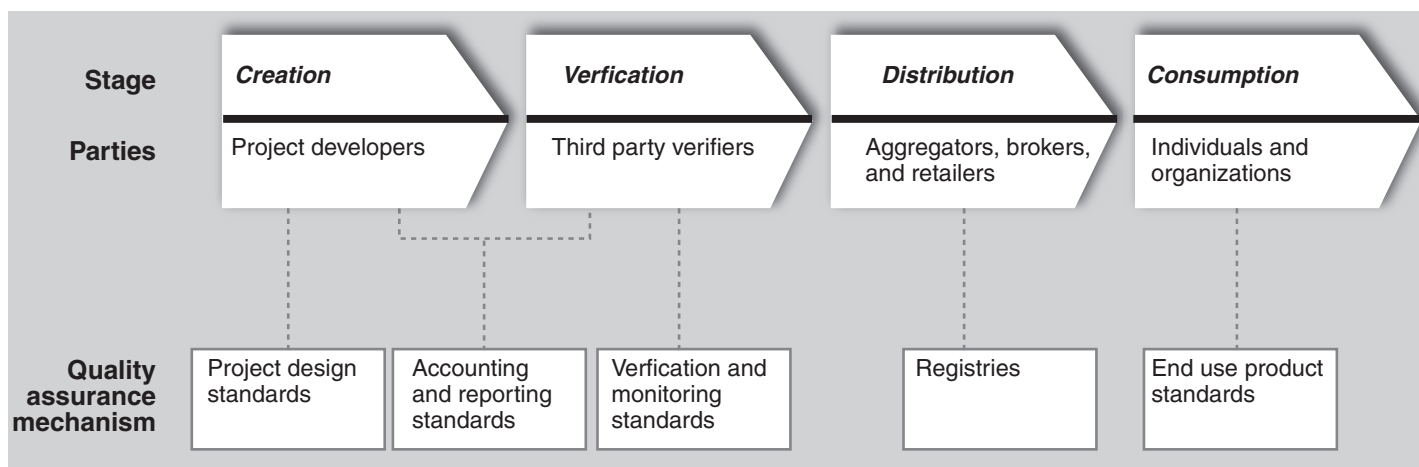 Stage
Creation
Verfication
Distribution
Consumption
Parties
Project developers
Third party verifiers
Aggregators, brokers,
and retailers
Individuals and
organizations
Quality
assurance
mechanism
Project design
standards
Accounting
and reporting
standards
Verfication and
monitoring
standards
Registries
End use product
standards